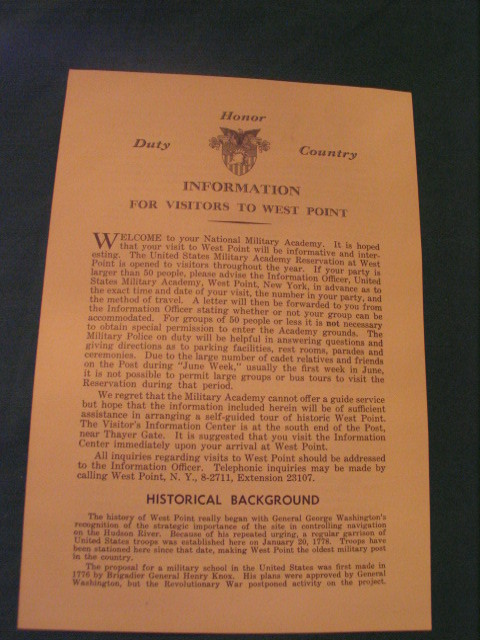 Honor
Duty
Country
INFORMATION
FOR VISITORS TO WEST POINT
WELCOME to your National Military Academy. It is hoped
that your visit to West Point will be informative and inter-
esting. The United States Military Academy Reservation at West
Point is opened to visitors throughout the year. If your party is
larger than 50 people, please advise the Information Officer, United
States Military Academy, West Point, New York, in advance as to
the exact time and date of your visit, the number in your party, and
the method of travel. A letter will then be forwarded to you from
the Information Officer stating whether or not your group can be
accommodated. For groups of 50 people or less it is not necessary
to obtain special permission to enter the Academy grounds. The
Military Police on duty will be helpful in answering questions and
giving directions as to parking facilities, rest rooms, parades and
ceremonies. Due to the large number of cadet relatives and friends
on the Post during "June Week," usually the first week in June,
it is not possible to permit large groups or bus tours to visit the
Reservation during that period.
We regret that the Military Academy cannot offer a guide service
but hope that the information included herein will be of sufficient
assistance in arranging a self-guided tour of historic West Point.
The Visitor's Information Center is at the south end of the Post,
near Thayer Gate. It is suggested that you visit the Information
Center immediately upon your arrival at West Point.
All inquiries regarding visits to West Point should be addressed
to the Information Officer. Telephonic inquiries may be made by
calling West Point, N. Y., 8-2711, Extension 23107.
HISTORICAL BACKGROUND
The history of West Point really began with General George Washington's
recognition of the strategic importance of the site in controlling navigation
on the Hudson River. Because of his repeated urging, a regular garrison of
United States troops was established here on January 20, 1778. Troops have
been stationed here since that date, making West Point the oldest military post
in the country.
The proposal for a military school in the United States was first made in
1776 by Brigadier General Henry Knox. His plans were approved by General
Washington, but the Revolutionary War postponed activity on the project.